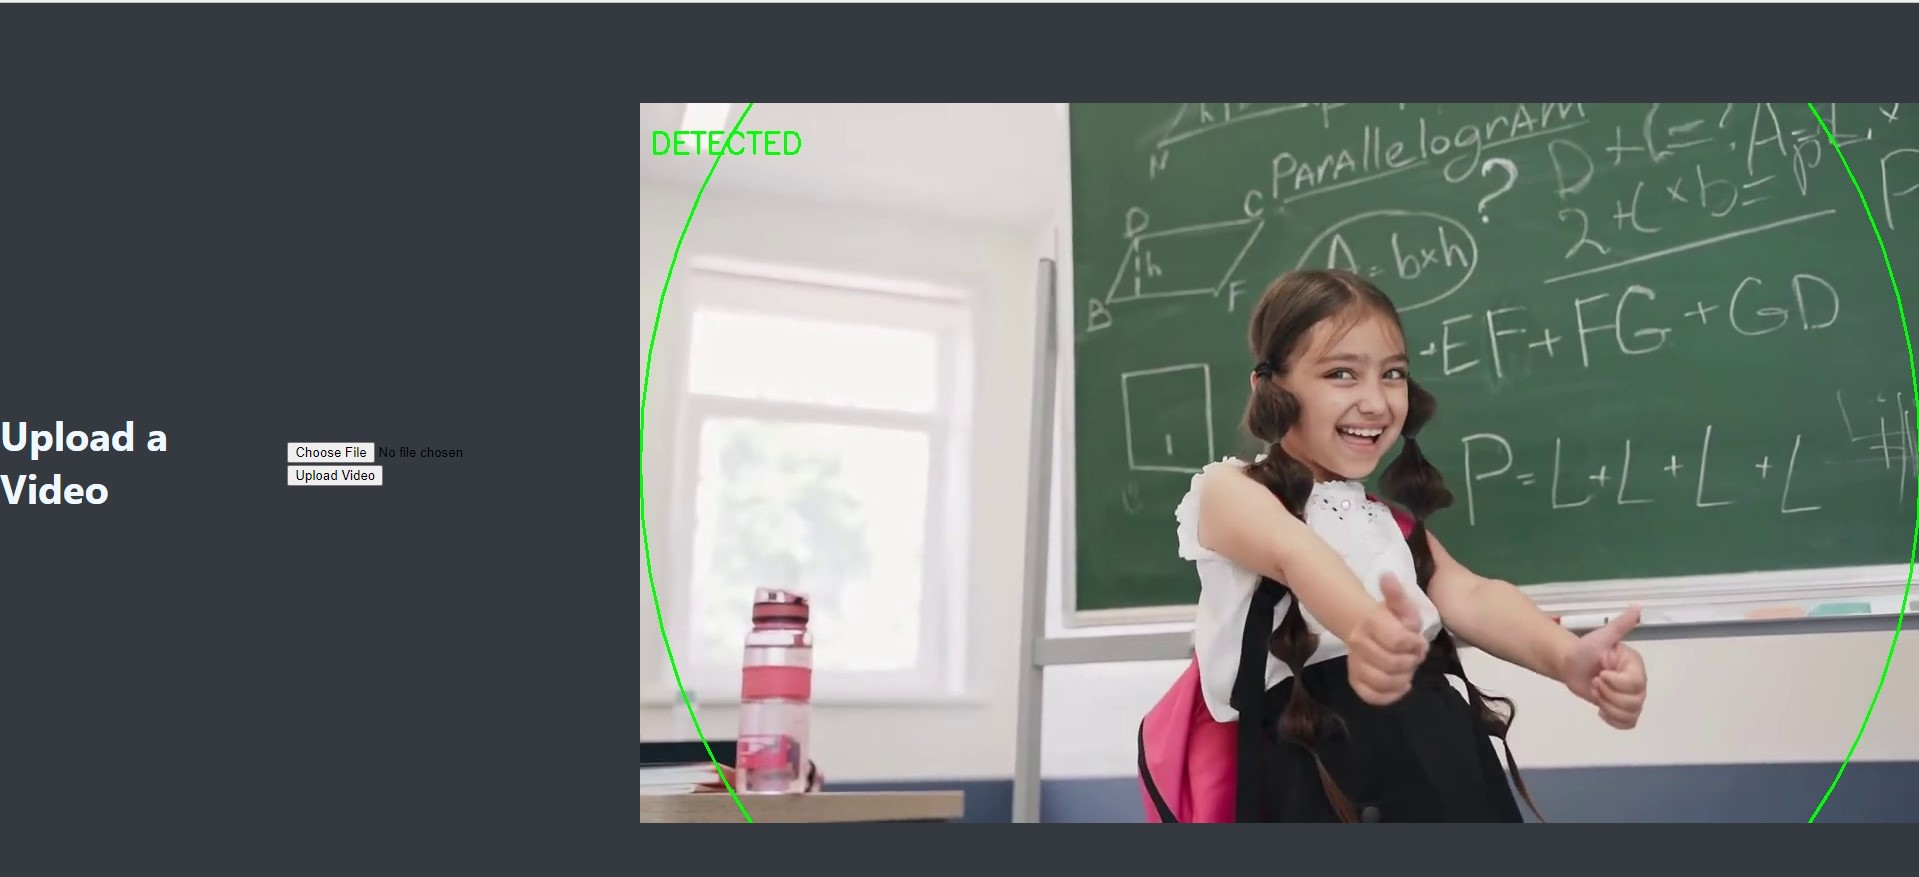 Upload a
Video
Choose File No file chosen
Upload Video
DETECTED
h
N
Parallelogram
?
D+C=?
2+(×b=
D
C
h
B
F
A=b×h
EF+FG+GD
P=L+L+L+L